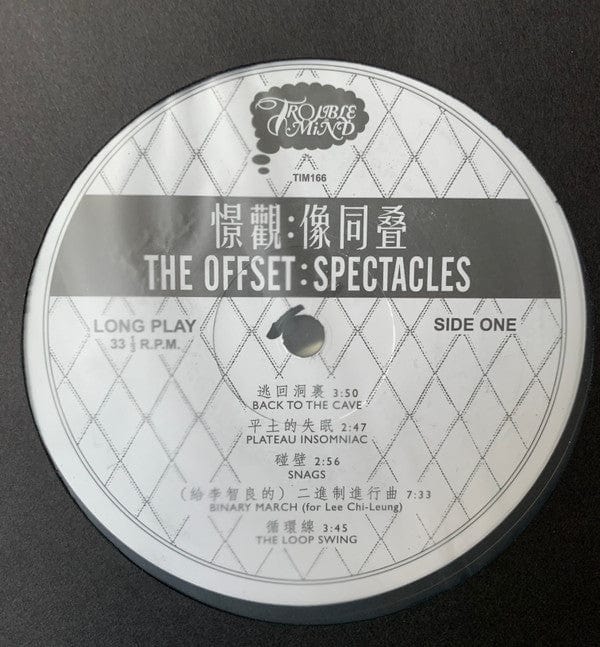 TROUBLE
IN MIND
TIM166
憬觀:像同叠
THE OFFSET:SPECTACLES
LONG PLAY
33 ⅓ R.P.M.
SIDE ONE
逃回洞裏 3:50
BACK TO THE CAVE
平土的失眠 2:47
PLATEAU INSOMNIAC
碰壁 2:56
SNAGS
(給李智良的) 二進制進行曲 7:33
BINARY MARCH (for Lee Chi-Leung)
循環線 3:45
THE LOOP SWING